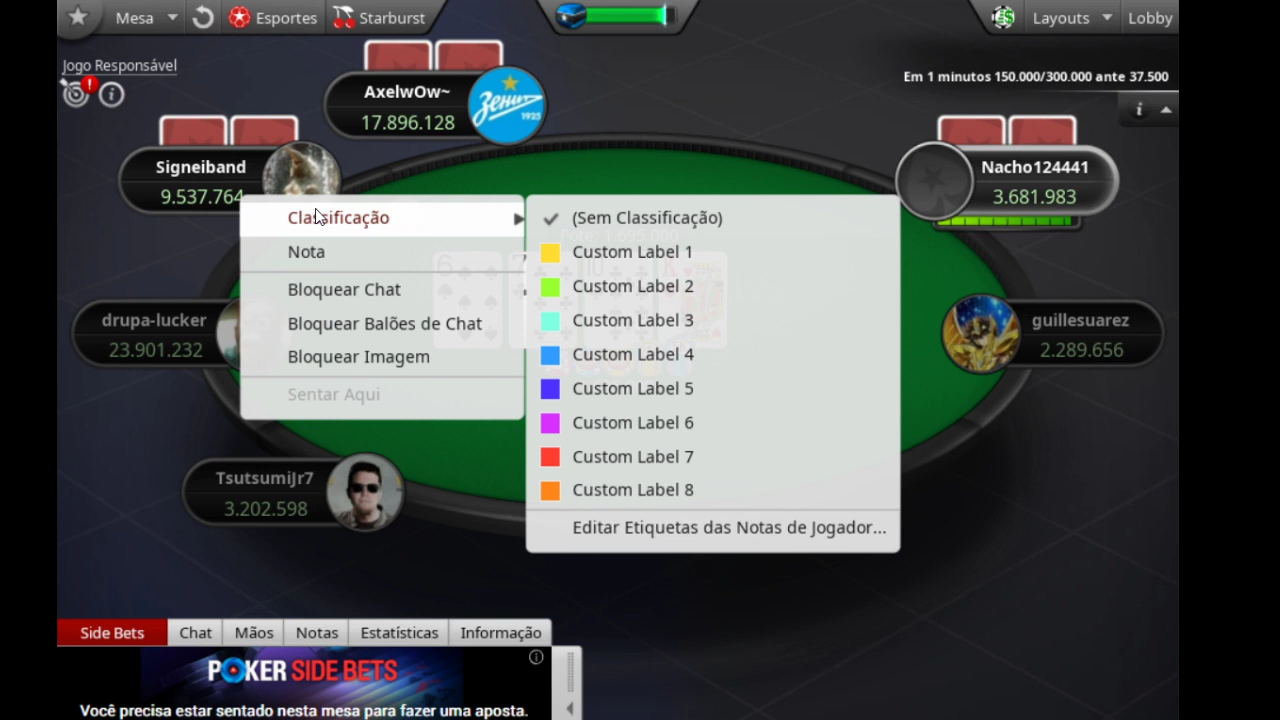 Mesa
Esportes
Starburst
Layouts
Lobby
Jogo Responsável
Em 1 minutos 150.000/300.000 ante 37.500
AxelwOw~
17.896.128
Зенит
1925
Signeiband
9.537.764
Nacho124441
3.681.983
Classificação
Nota
Bloquear Chat
Bloquear Balões de Chat
Bloquear Imagem
Sentar Aqui
(Sem Classificação)
Custom Label 1
Custom Label 2
Custom Label 3
Custom Label 4
Custom Label 5
Custom Label 6
Custom Label 7
Custom Label 8
Editar Etiquetas das Notas de Jogador...
drupa-lucker
23.901.232
guillesuarez
2.289.656
TsutsumiJr7
3.202.598
Side Bets
Chat
Mãos
Notas
Estatísticas
Informação
POKER SIDE BETS
Você precisa estar sentado nesta mesa para fazer uma aposta.